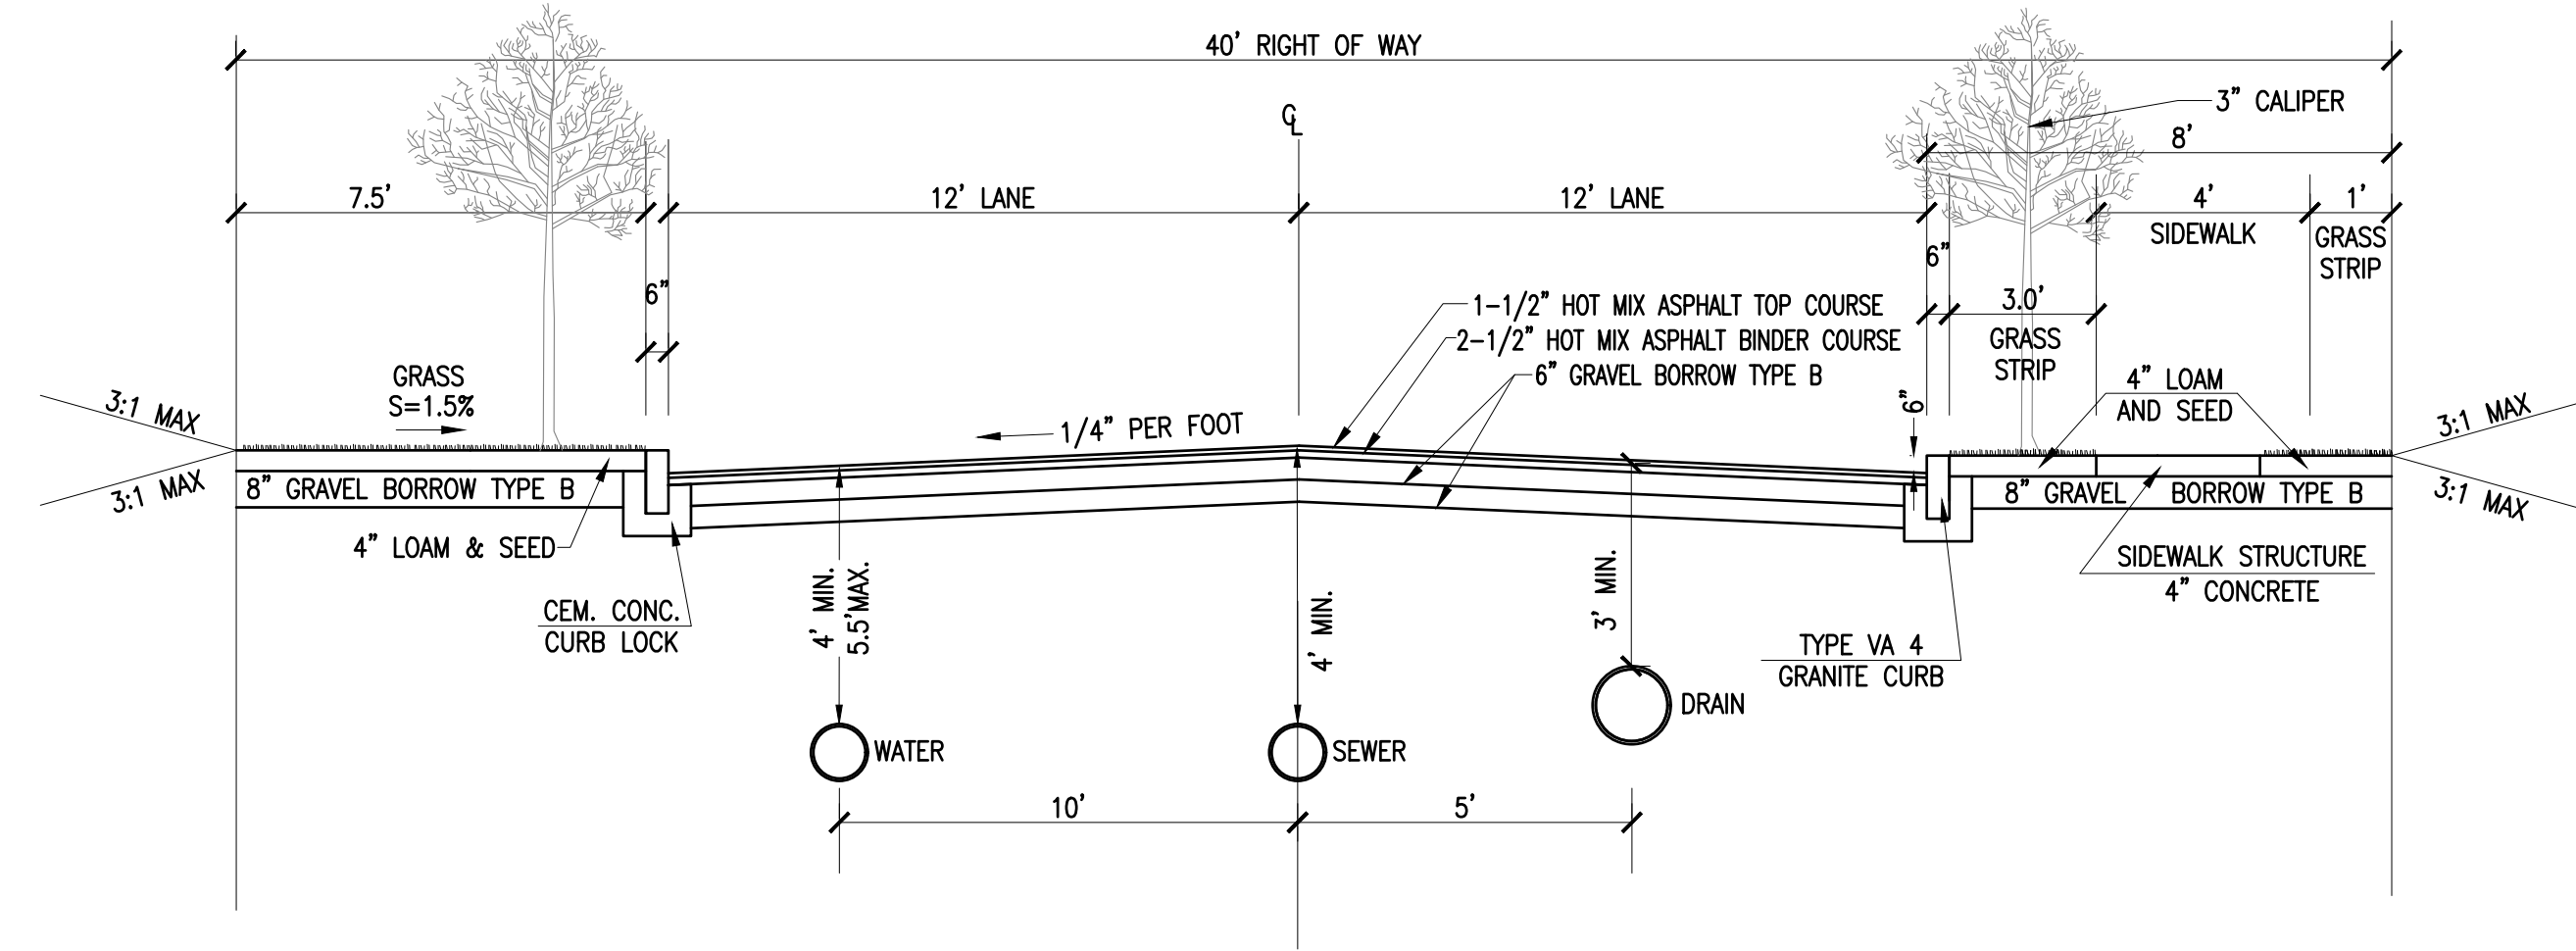 40' RIGHT OF WAY
℄
3" CALIPER
8'
7.5'
12' LANE
12' LANE
4'
SIDEWALK
1'
GRASS
STRIP
6"
6"
3.0'
GRASS
STRIP
1-1/2" HOT MIX ASPHALT TOP COURSE
2-1/2" HOT MIX ASPHALT BINDER COURSE
6" GRAVEL BORROW TYPE B
GRASS
S=1.5%
1/4" PER FOOT
6"
4" LOAM
AND SEED
3:1 MAX
3:1 MAX
3:1 MAX
3:1 MAX
8" GRAVEL BORROW TYPE B
8" GRAVEL BORROW TYPE B
4" LOAM & SEED
CEM. CONC.
CURB LOCK
4' MIN.
5.5'MAX.
4' MIN.
3' MIN.
SIDEWALK STRUCTURE
4" CONCRETE
TYPE VA 4
GRANITE CURB
WATER
SEWER
DRAIN
10'
5'